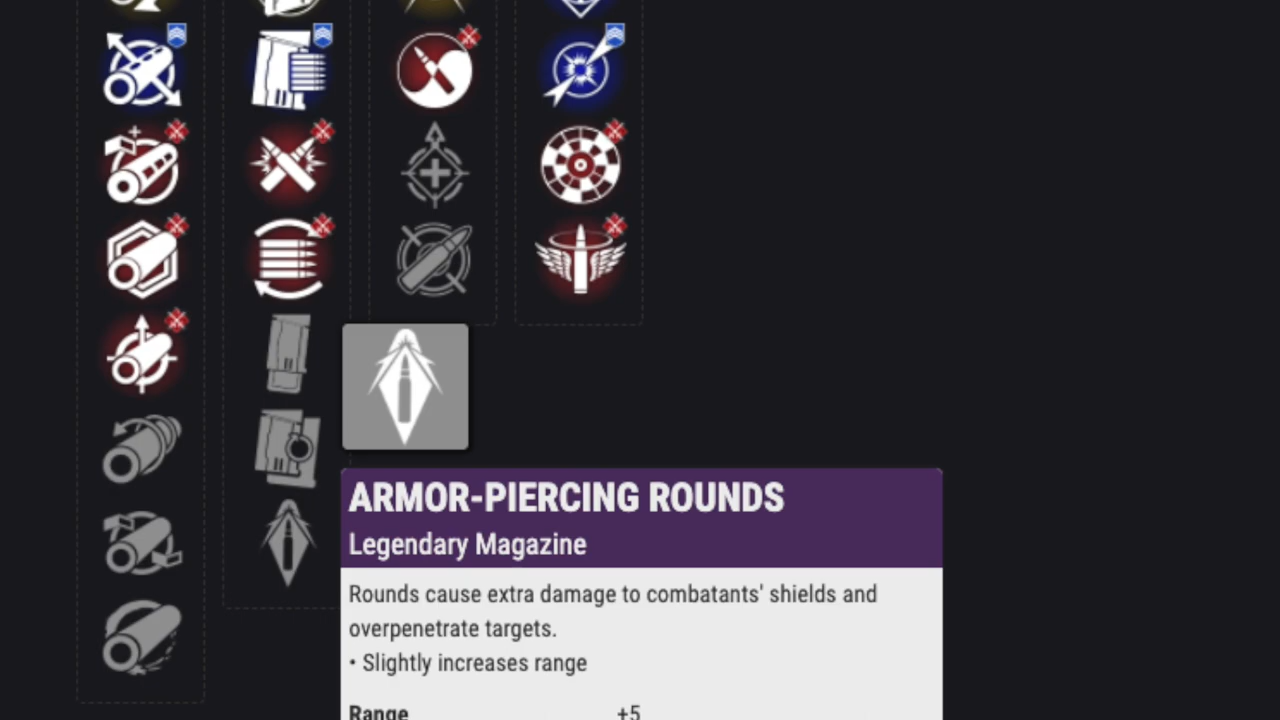 ARMOR-PIERCING ROUNDS
Legendary Magazine
Rounds cause extra damage to combatants' shields and
overpenetrate targets.
• Slightly increases range
Range +5